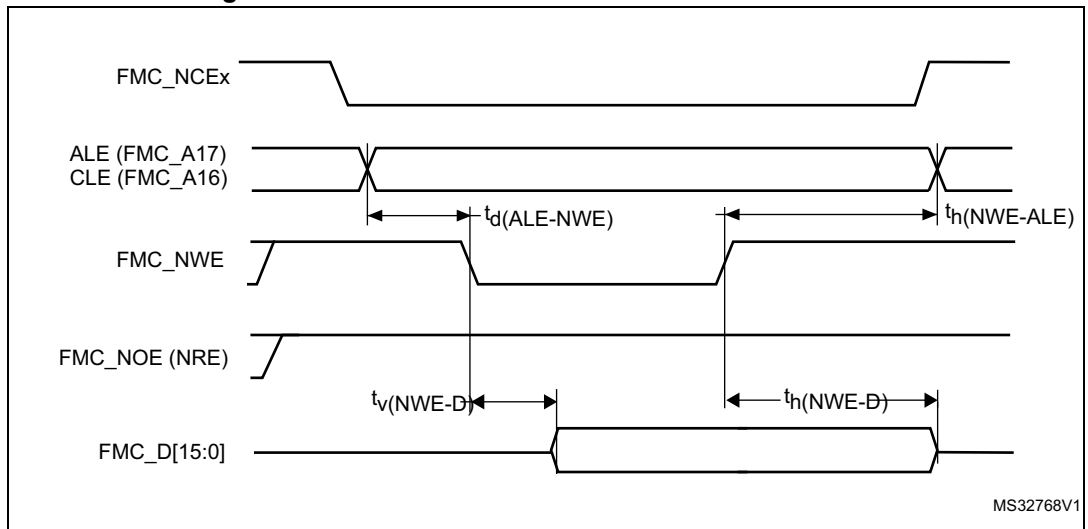 FMC_NCEx
ALE (FMC_A17)
CLE (FMC_A16)
td(ALE-NWE)
th(NWE-ALE)
FMC_NWE
FMC_NOE (NRE)
tv(NWE-D)
th(NWE-D)
FMC_D[15:0]
MS32768V1